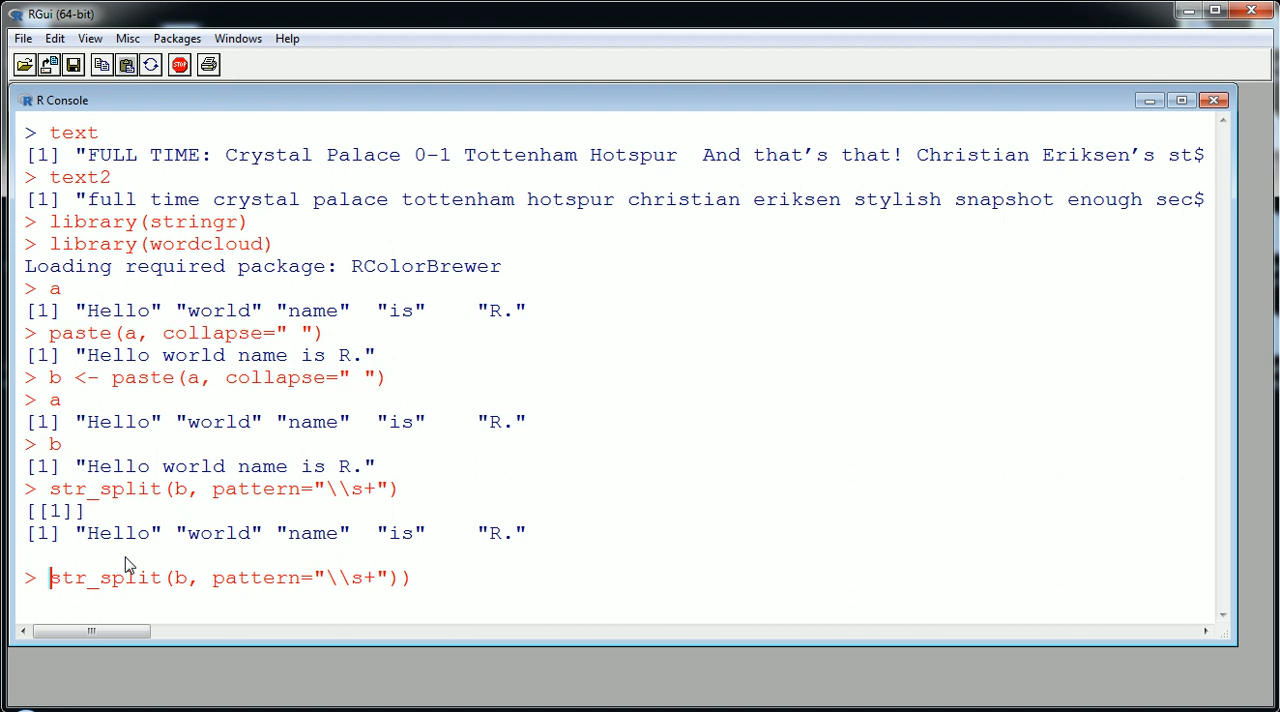 RGui (64-bit)
File Edit View Misc Packages Windows Help
STOP
R Console
> text
[1] "FULL TIME: Crystal Palace 0-1 Tottenham Hotspur  And that's that! Christian Eriksen's st$
> text2
[1] "full time crystal palace tottenham hotspur christian eriksen stylish snapshot enough sec$
> library(stringr)
> library(wordcloud)
Loading required package: RColorBrewer
> a
[1] "Hello" "world" "name"  "is"    "R."
> paste(a, collapse=" ")
[1] "Hello world name is R."
> b <- paste(a, collapse=" ")
> a
[1] "Hello" "world" "name"  "is"    "R."
> b
[1] "Hello world name is R."
> str_split(b, pattern="\\s+")
[[1]]
[1] "Hello" "world" "name"  "is"    "R."
> str_split(b, pattern="\\s+"))